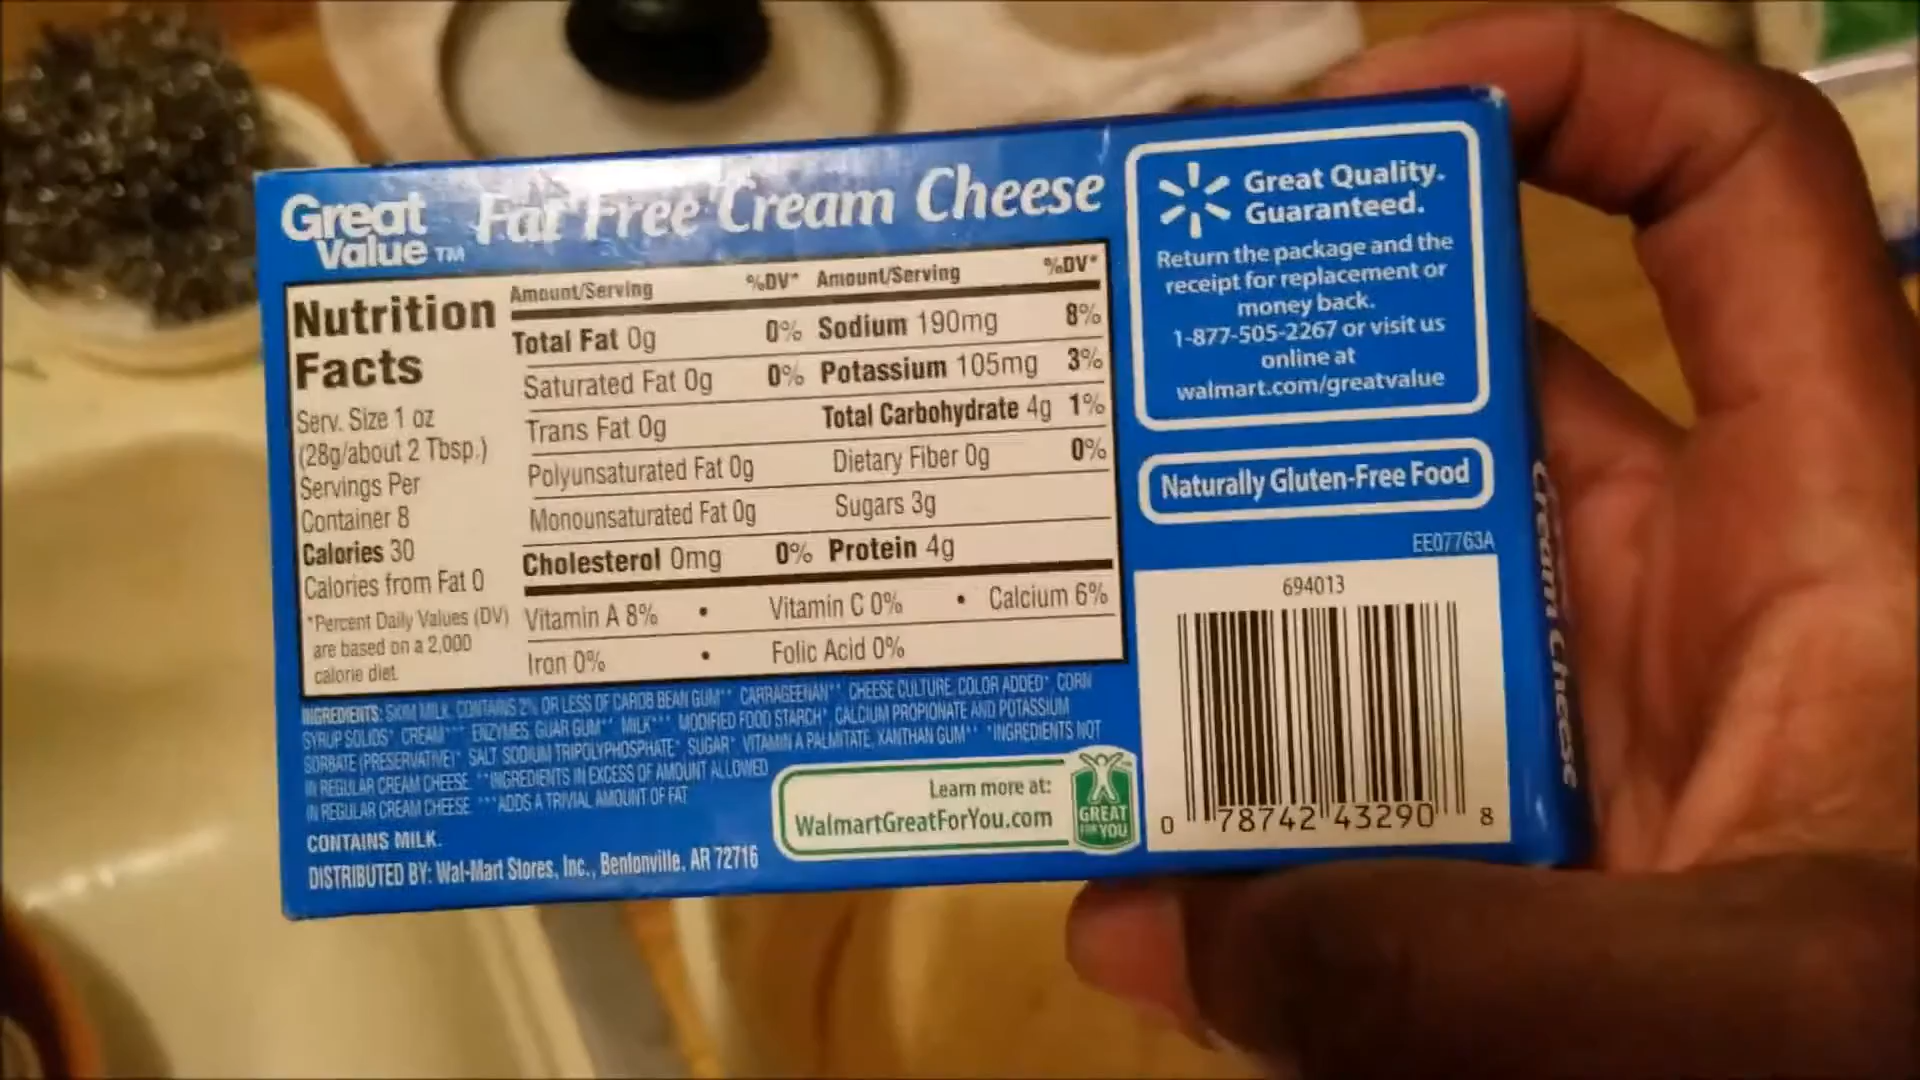 Great Value™
Fat Free Cream Cheese
Nutrition
Facts
Serv. Size 1 oz
(28g/about 2 Tbsp.)
Servings Per
Container 8
Calories 30
Calories from Fat 0
*Percent Daily Values (DV)
are based on a 2,000
calorie diet.
Amount/Serving %DV* Amount/Serving %DV*
Total Fat 0g 0% Sodium 190mg 8%
Saturated Fat 0g 0% Potassium 105mg 3%
Trans Fat 0g Total Carbohydrate 4g 1%
Polyunsaturated Fat 0g Dietary Fiber 0g 0%
Monounsaturated Fat 0g Sugars 3g
Cholesterol 0mg 0% Protein 4g
Vitamin A 8% • Vitamin C 0% • Calcium 6%
Iron 0% • Folic Acid 0%
INGREDIENTS: SKIM MILK, CONTAINS 2% OR LESS OF CAROB BEAN GUM**, CARRAGEENAN**, CHEESE CULTURE, COLOR ADDED*, CORN
SYRUP SOLIDS*, CREAM***, ENZYMES, GUAR GUM**, MILK***, MODIFIED FOOD STARCH*, CALCIUM PROPIONATE AND POTASSIUM
SORBATE (PRESERVATIVE)*, SALT, SODIUM TRIPOLYPHOSPHATE*, SUGAR*, VITAMIN A PALMITATE, XANTHAN GUM**. *INGREDIENTS NOT
IN REGULAR CREAM CHEESE. **INGREDIENTS IN EXCESS OF AMOUNT ALLOWED
IN REGULAR CREAM CHEESE. ***ADDS A TRIVIAL AMOUNT OF FAT
CONTAINS MILK.
DISTRIBUTED BY: Wal-Mart Stores, Inc., Bentonville, AR 72716
Learn more at:
WalmartGreatForYou.com
GREAT
FOR YOU
Great Quality.
Guaranteed.
Return the package and the
receipt for replacement or
money back.
1-877-505-2267 or visit us
online at
walmart.com/greatvalue
Naturally Gluten-Free Food
EE07763A
694013
0 78742 43290 8
Cream Cheese